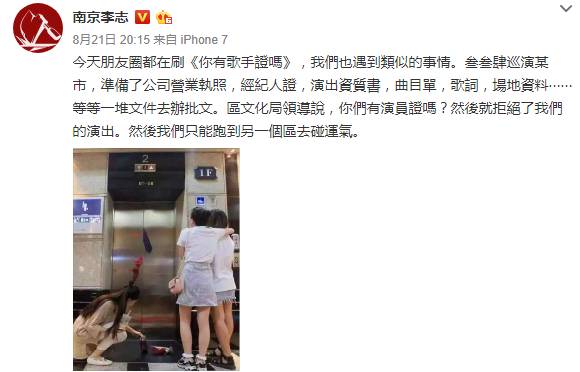 南京李志
8月21日 20:15 来自 iPhone 7
今天朋友圈都在刷《你有歌手證嗎》，我們也遇到類似的事情。叄叄肆巡演某
市，準備了公司營業執照，經紀人證，演出資質書，曲目單，歌詞，場地資料……
等等一堆文件去辦批文。區文化局領導說，你們有演員證嗎？然後就拒絕了我們
的演出。然後我們只能跑到另一個區去碰運氣。
2
1F